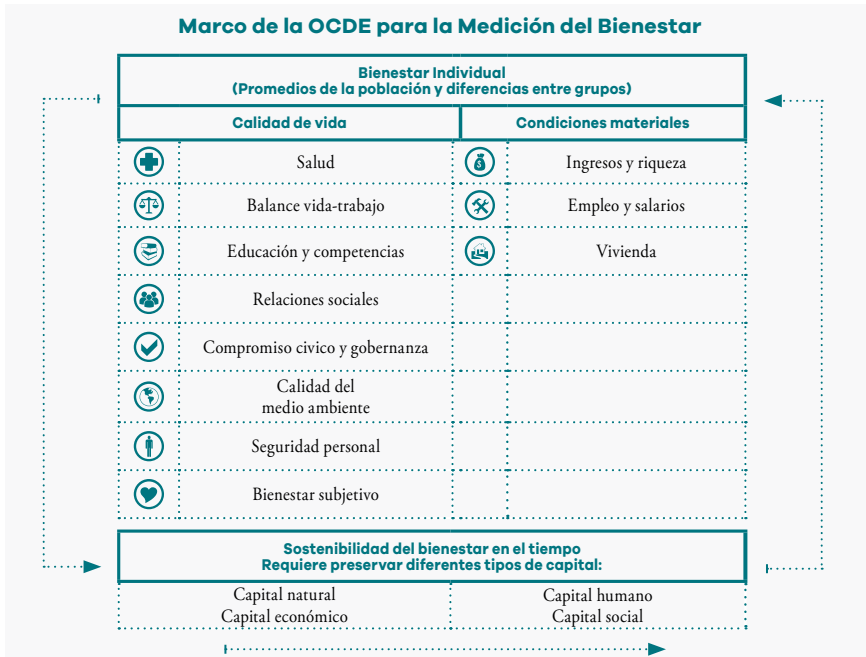 Marco de la OCDE para la Medición del Bienestar
Bienestar Individual
(Promedios de la población y diferencias entre grupos)
Calidad de vida
Condiciones materiales
Salud
Ingresos y riqueza
Balance vida-trabajo
Empleo y salarios
Educación y competencias
Vivienda
Relaciones sociales
Compromiso civico y gobernanza
Calidad del
medio ambiente
Seguridad personal
Bienestar subjetivo
Sostenibilidad del bienestar en el tiempo
Requiere preservar diferentes tipos de capital:
Capital natural
Capital económico
Capital humano
Capital social